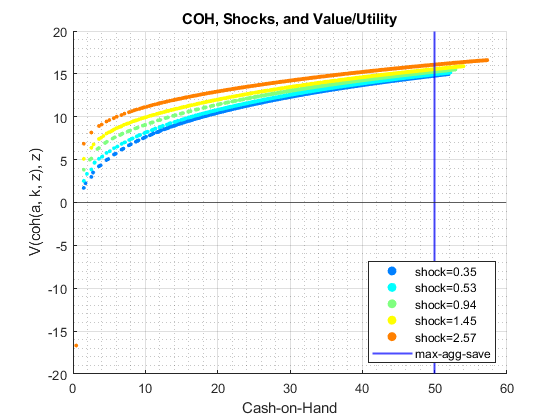 COH, Shocks, and Value/Utility
20
15
10
5
0
-5
-10
-15
-20
V(coh(a, k, z), z)
0
10
20
30
40
50
60
Cash-on-Hand
shock=0.35
shock=0.53
shock=0.94
shock=1.45
shock=2.57
max-agg-save